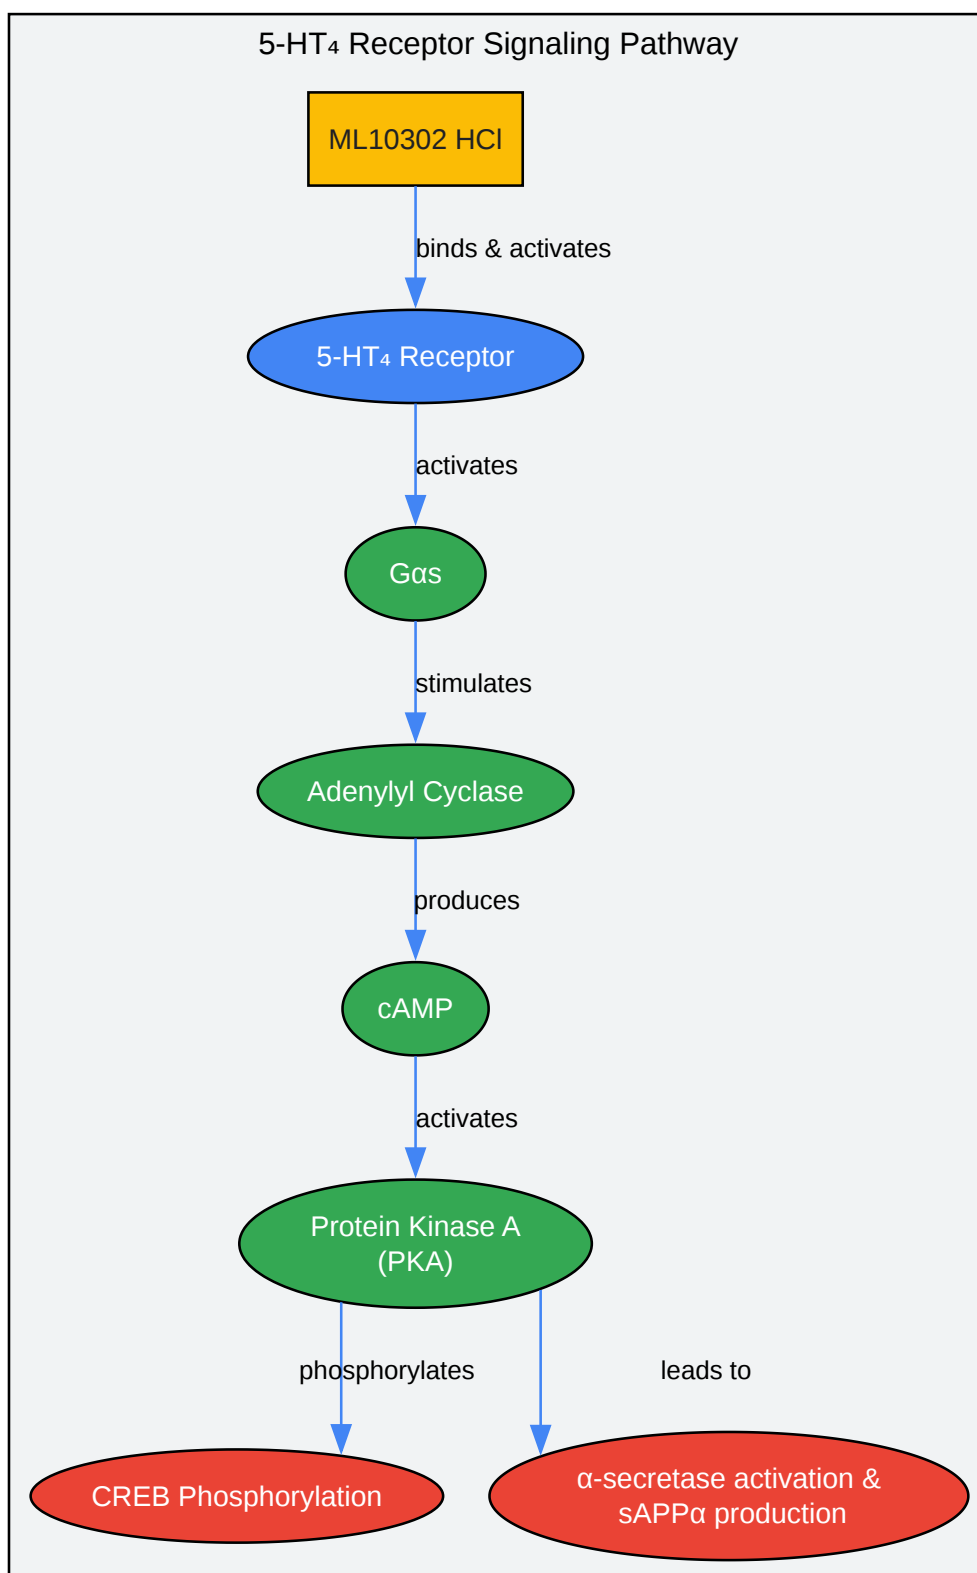 5-HT₄ Receptor Signaling Pathway
ML10302 HCl
binds & activates
5-HT₄ Receptor
activates
Gαs
stimulates
Adenylyl Cyclase
produces
cAMP
activates
Protein Kinase A
(PKA)
phosphorylates
leads to
CREB Phosphorylation
α-secretase activation &
sAPPα production